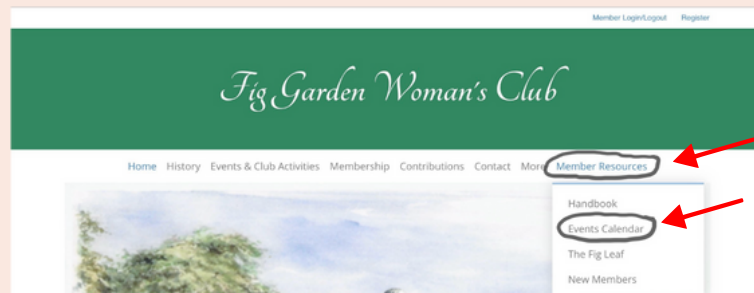 Member Login/Logout Register
Fig Garden Woman's Club
Home History Events & Club Activities Membership Contributions Contact More Member Resources
Handbook
Events Calendar
The Fig Leaf
New Members